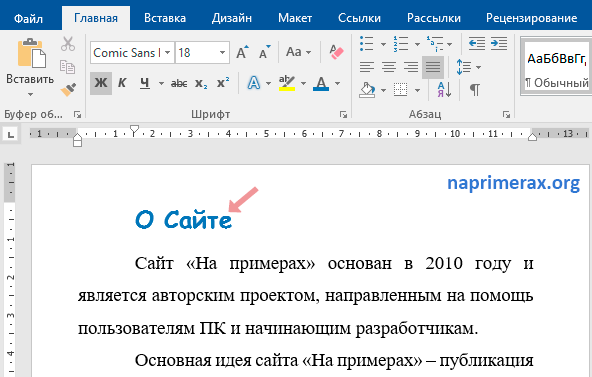 Файл Главная Вставка Дизайн Макет Ссылки Рассылки Рецензирование
Comic Sans 18 Aa АаБбВвГг,
Вставить Ж К Ч abc x₂ x² A A ¶ Обычный
Буфер об... Шрифт Абзац
1 1 2 3 4 5 6 7 8 9 10 11 13
naprimerax.org
О Сайте
Сайт «На примерах» основан в 2010 году и
является авторским проектом, направленным на помощь
пользователям ПК и начинающим разработчикам.
Основная идея сайта «На примерах» – публикация